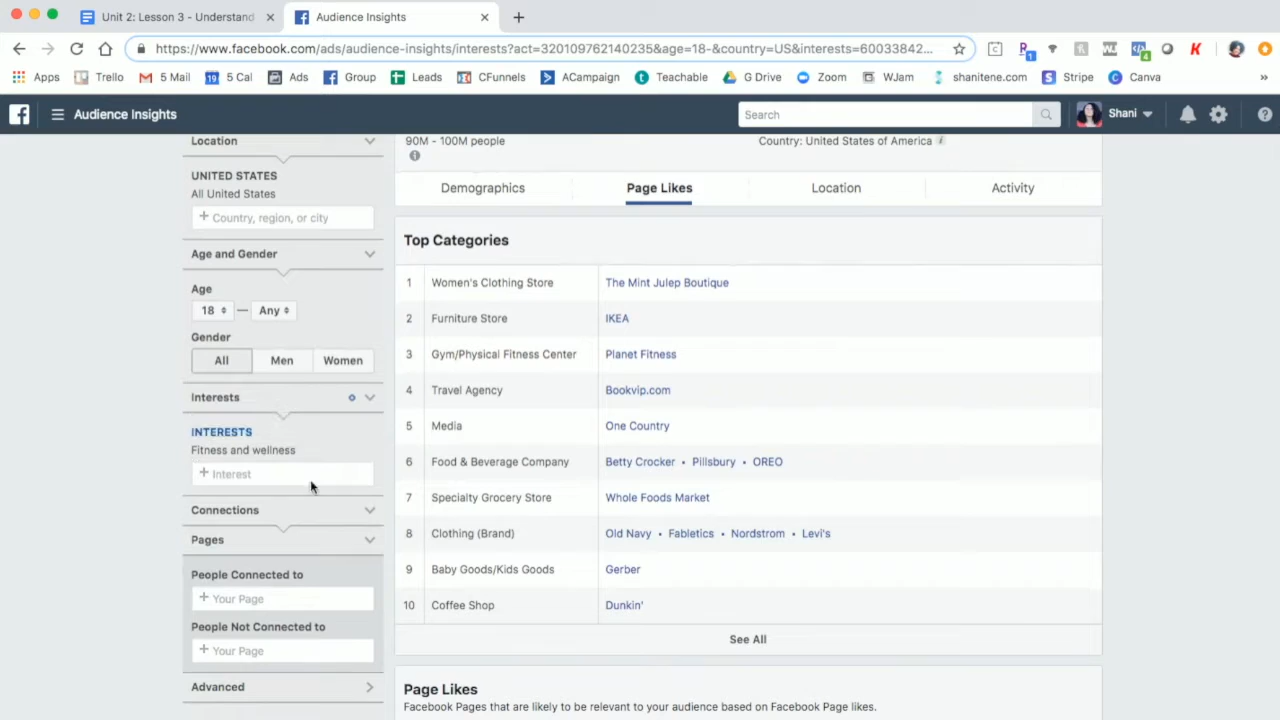 Unit 2: Lesson 3 - Understand
Audience Insights
https://www.facebook.com/ads/audience-insights/interests?act=320109762140235&age=18-&country=US&interests=60033842...
Apps Trello 5 Mail 5 Cal Ads Group Leads CFunnels ACampaign Teachable G Drive Zoom WJam shanitene.com Stripe Canva »
Audience Insights
Search
Shani
Location
UNITED STATES
All United States
+ Country, region, or city
Age and Gender
Age
18 — Any
Gender
All Men Women
Interests
INTERESTS
Fitness and wellness
+ Interest
Connections
Pages
People Connected to
+ Your Page
People Not Connected to
+ Your Page
Advanced
90M - 100M people
Country: United States of America
Demographics Page Likes Location Activity
Top Categories
1 Women's Clothing Store The Mint Julep Boutique
2 Furniture Store IKEA
3 Gym/Physical Fitness Center Planet Fitness
4 Travel Agency Bookvip.com
5 Media One Country
6 Food & Beverage Company Betty Crocker • Pillsbury • OREO
7 Specialty Grocery Store Whole Foods Market
8 Clothing (Brand) Old Navy • Fabletics • Nordstrom • Levi's
9 Baby Goods/Kids Goods Gerber
10 Coffee Shop Dunkin'
See All
Page Likes
Facebook Pages that are likely to be relevant to your audience based on Facebook Page likes.